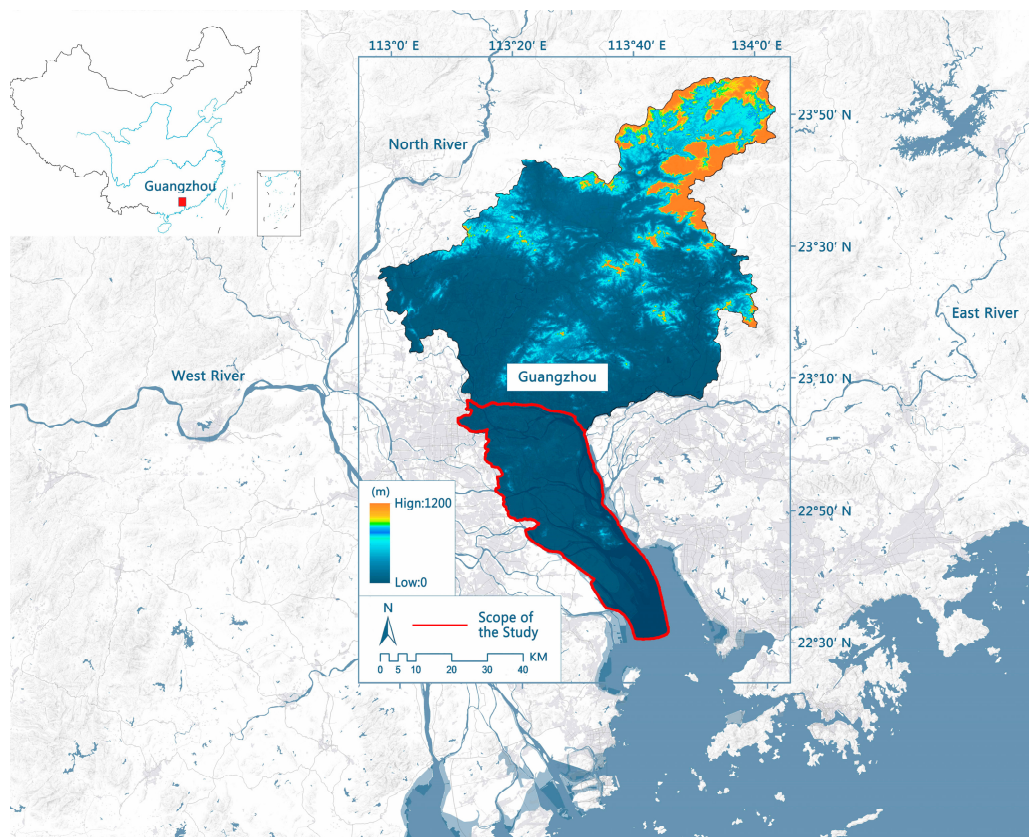 113°0′ E
113°20′ E
113°40′ E
134°0′ E
23°50′ N
North River
Guangzhou
23°30′ N
East River
West River
Guangzhou
23°10′ N
(m)
Hign:1200
22°50′ N
Low:0
N
Scope of
the Study
22°30′ N
0 5 10 20 30 40 KM